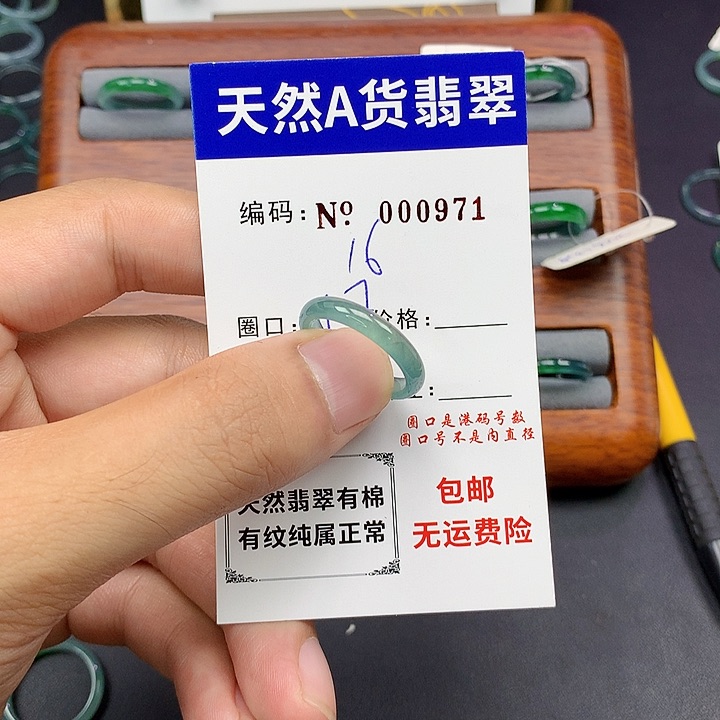 天然A货翡翠
编码: Nº 000971
16
圈口: 17 价格:
:
圈口是港码号数
圈口号不是内直径
天然翡翠有棉
有纹纯属正常
包邮
无运费险